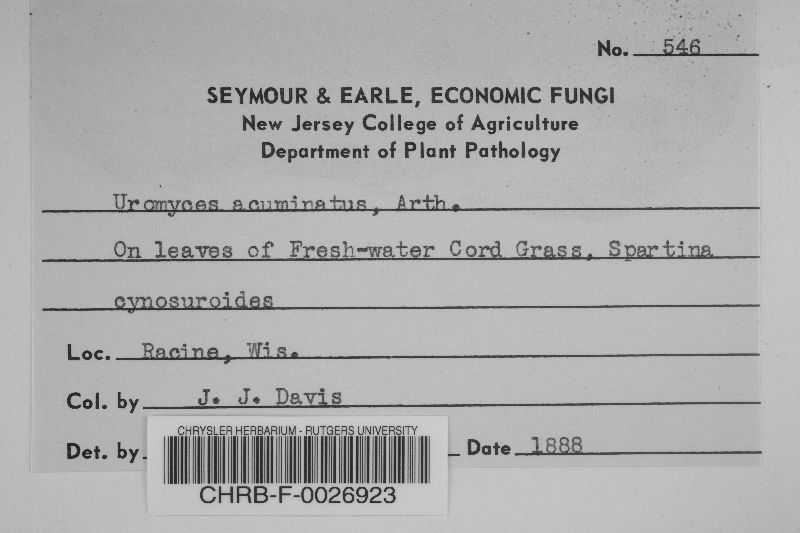 No. 546
SEYMOUR & EARLE, ECONOMIC FUNGI
New Jersey College of Agriculture
Department of Plant Pathology
Uromyces acuminatus, Arth.
On leaves of Fresh-water Cord Grass, Spartina
cynosuroides
Loc. Racine, Wis.
Col. by J. J. Davis
Det. by Date 1888
CHRYSLER HERBARIUM - RUTGERS UNIVERSITY
CHRB-F-0026923